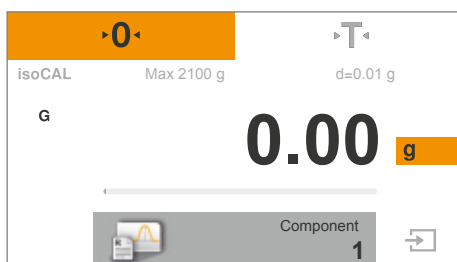 0 T
isoCAL Max 2100 g d=0.01 g
G
0.00 g
Component
1